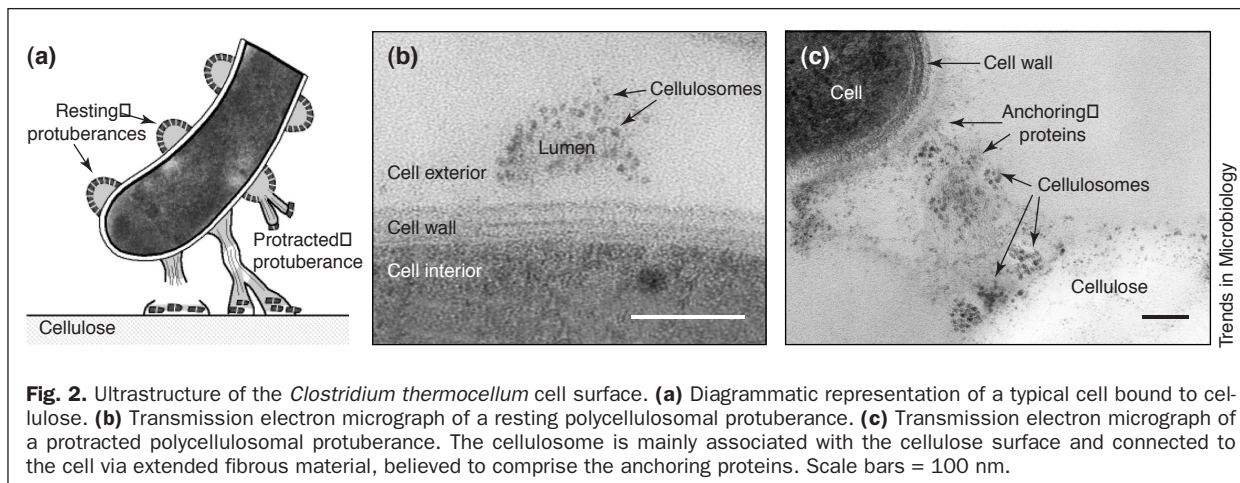 (a)
Resting□
protuberances
Protracted□
protuberance
Cellulose
(b)
Cellulosomes
Lumen
Cell exterior
Cell wall
Cell interior
(c)
Cell wall
Cell
Anchoring□
proteins
Cellulosomes
Cellulose
Trends in Microbiology
Fig. 2. Ultrastructure of the Clostridium thermocellum cell surface. (a) Diagrammatic representation of a typical cell bound to cel-
lulose. (b) Transmission electron micrograph of a resting polycellulosomal protuberance. (c) Transmission electron micrograph of
a protracted polycellulosomal protuberance. The cellulosome is mainly associated with the cellulose surface and connected to
the cell via extended fibrous material, believed to comprise the anchoring proteins. Scale bars = 100 nm.